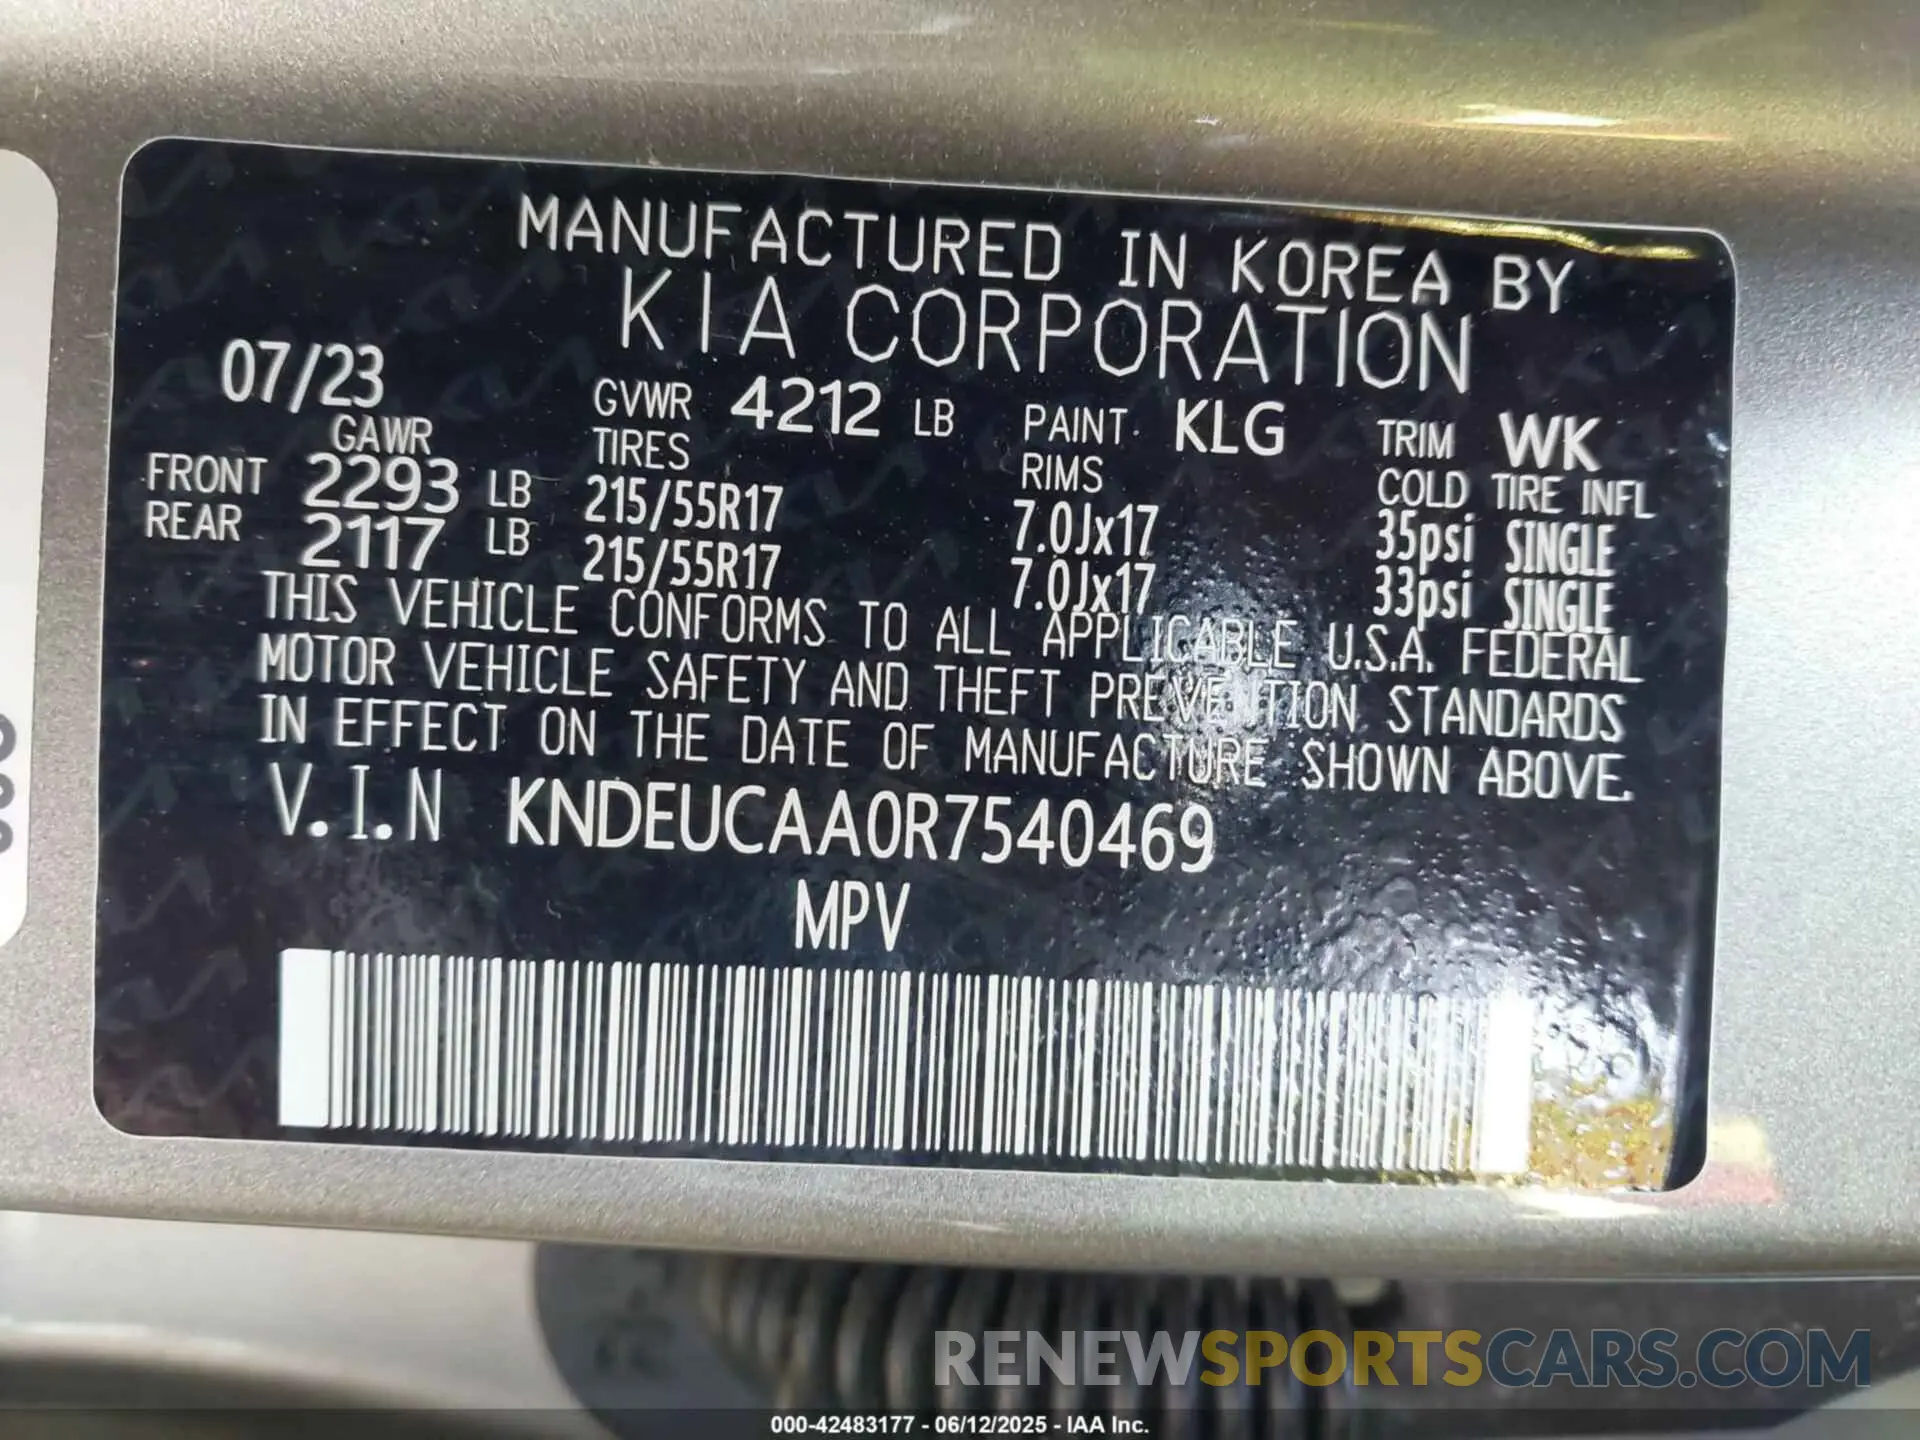 MANUFACTURED IN KOREA BY
KIA CORPORATION
07/23 GVWR 4212 LB PAINT KLG TRIM WK
GAWR TIRES RIMS COLD TIRE INFL
FRONT 2293 LB 215/55R17 7.0Jx17 35psi SINGLE
REAR 2117 LB 215/55R17 7.0Jx17 33psi SINGLE
THIS VEHICLE CONFORMS TO ALL APPLICABLE U.S.A. FEDERAL
MOTOR VEHICLE SAFETY AND THEFT PREVENTION STANDARDS
IN EFFECT ON THE DATE OF MANUFACTURE SHOWN ABOVE.
V.I.N KNDEUCAA0R7540469
MPV
RENEWSPORTSCARS.COM
000-42483177 - 06/12/2025 - IAA Inc.